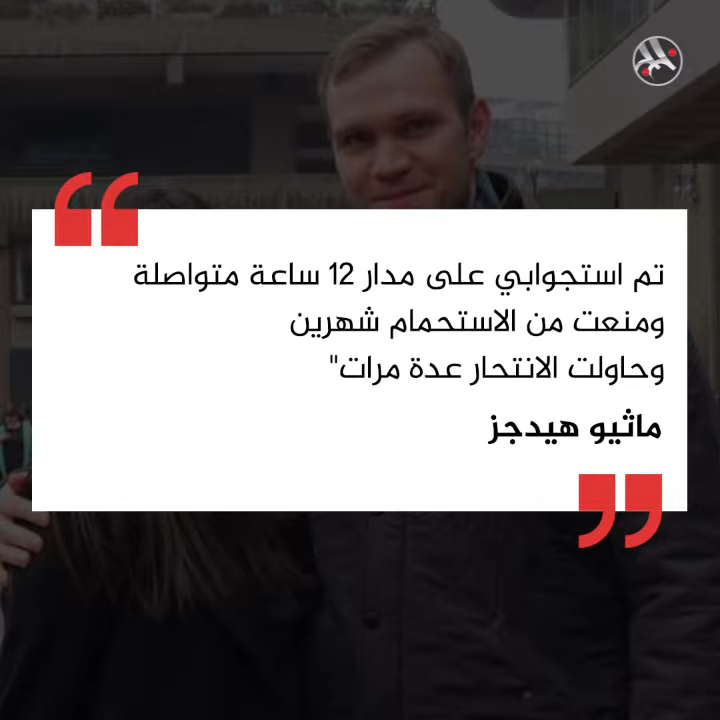 تم استجوابي على مدار 12 ساعة متواصلة
ومنعت من الاستحمام شهرين
وحاولت الانتحار عدة مرات"
ماثيو هيدجز